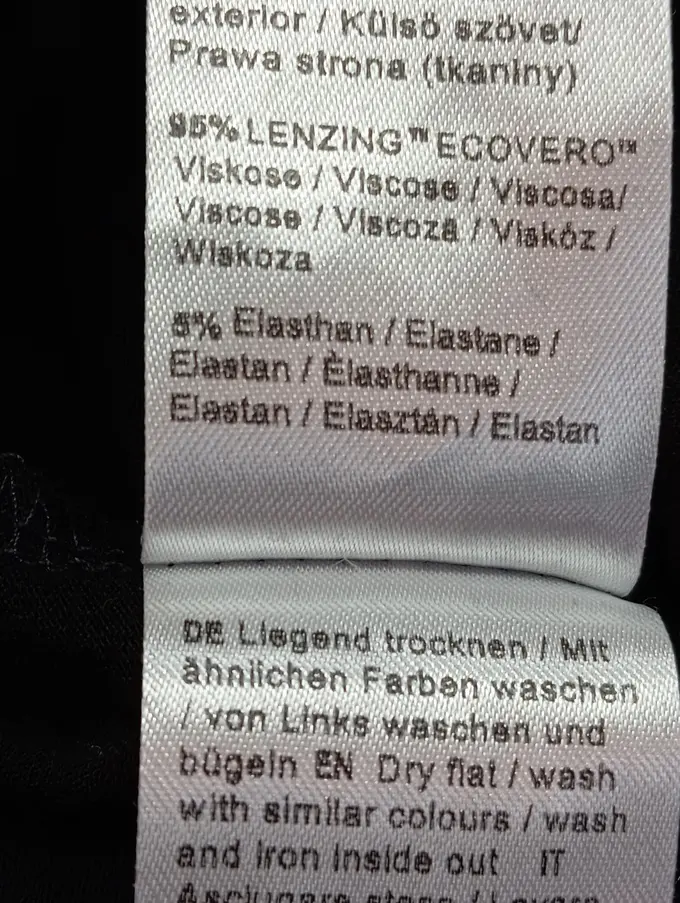 exterior / Külső szövet/
Prawa strona (tkaniny)
95% LENZING™ ECOVERO™
Viskose / Viscose / Viscosa/
Viscose / Viscoză / Viskóz /
Wiskoza
5% Elasthan / Elastane /
Elastan / Èlasthanne /
Elastan / Elasztán / Elastan
DE Liegend trocknen / Mit
ähnlichen Farben waschen
/ von Links waschen und
bügeln EN Dry flat / wash
with similar colours / wash
and iron inside out IT